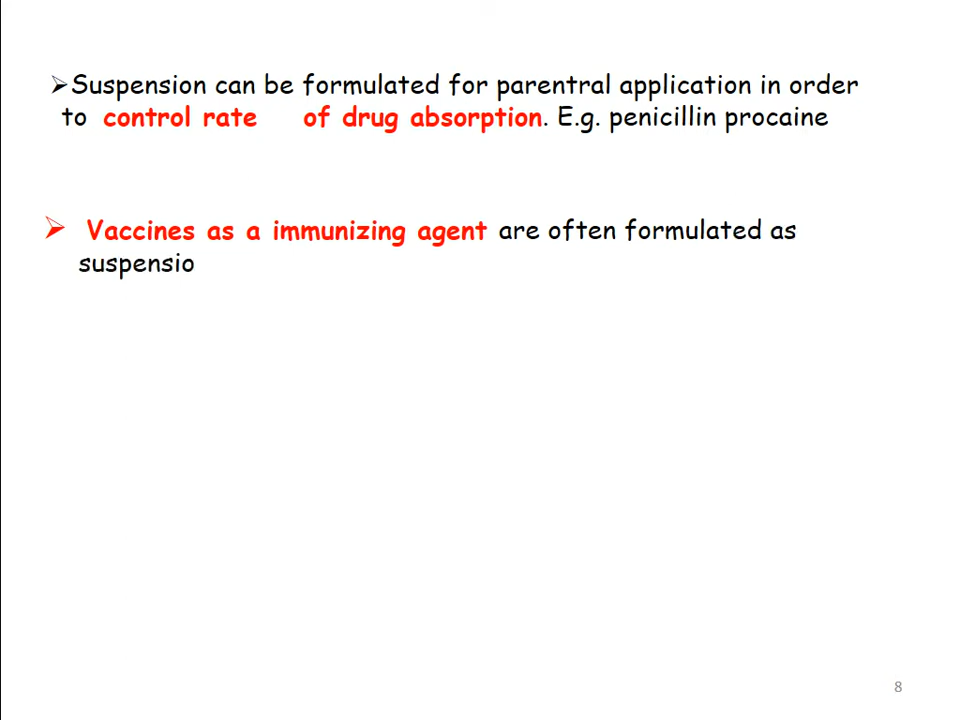 ➢Suspension can be formulated for parentral application in order
to control rate of drug absorption. E.g. penicillin procaine
➢ Vaccines as a immunizing agent are often formulated as
suspensio
8